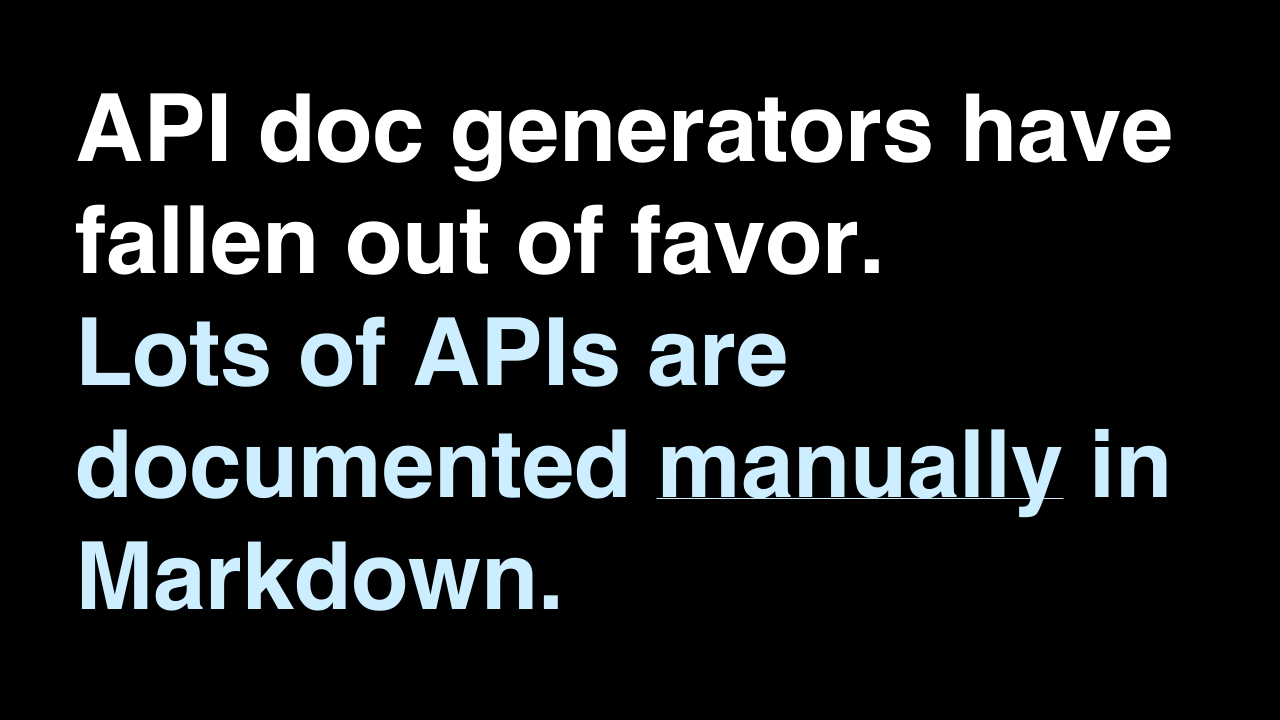 API doc generators have
fallen out of favor.
Lots of APIs are
documented manually in
Markdown.